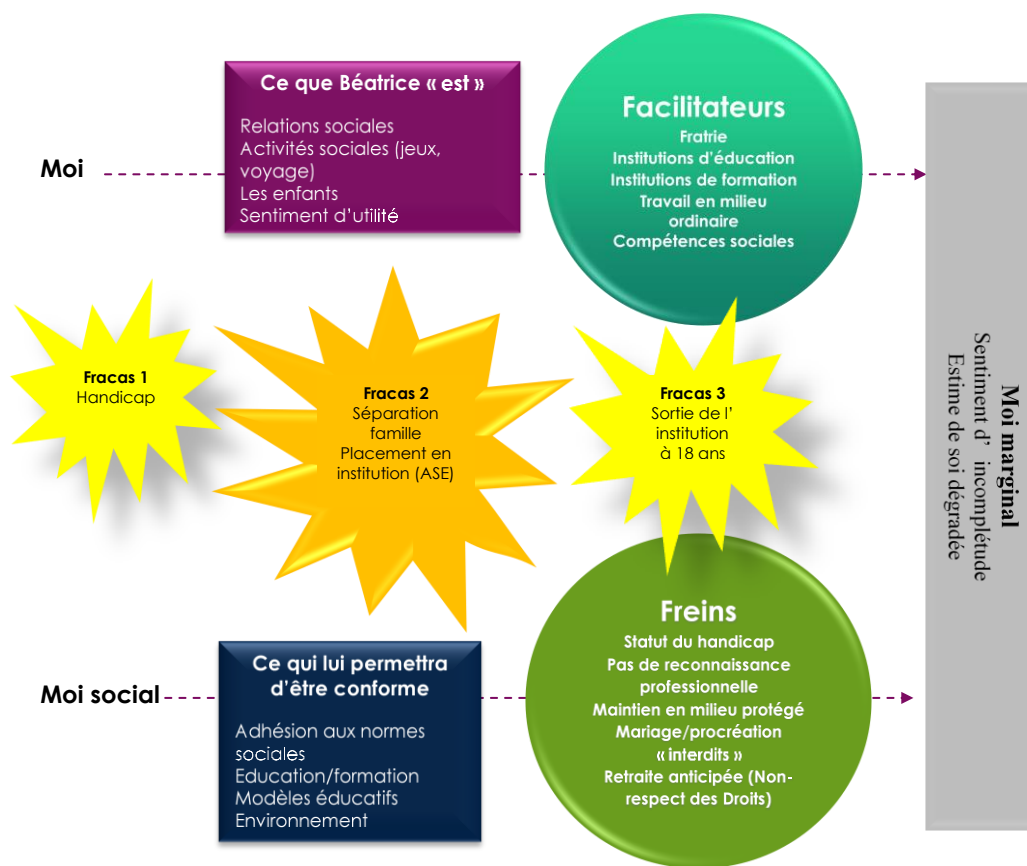 Moi
Ce que Béatrice « est »
Relations sociales
Activités sociales (jeux,
voyage)
Les enfants
Sentiment d’utilité
Facilitateurs
Fratrie
Institutions d’éducation
Institutions de formation
Travail en milieu
ordinaire
Compétences sociales
Fracas 1
Handicap
Fracas 2
Séparation
famille
Placement en
institution (ASE)
Fracas 3
Sortie de l’
institution
à 18 ans
Moi social
Ce qui lui permettra
d’être conforme
Adhésion aux normes
sociales
Education/formation
Modèles éducatifs
Environnement
Freins
Statut du handicap
Pas de reconnaissance
professionnelle
Maintien en milieu protégé
Mariage/procréation
« interdits »
Retraite anticipée (Non-
respect des Droits)
Moi marginal
Sentiment d’ incomplétude
Estime de soi dégradée